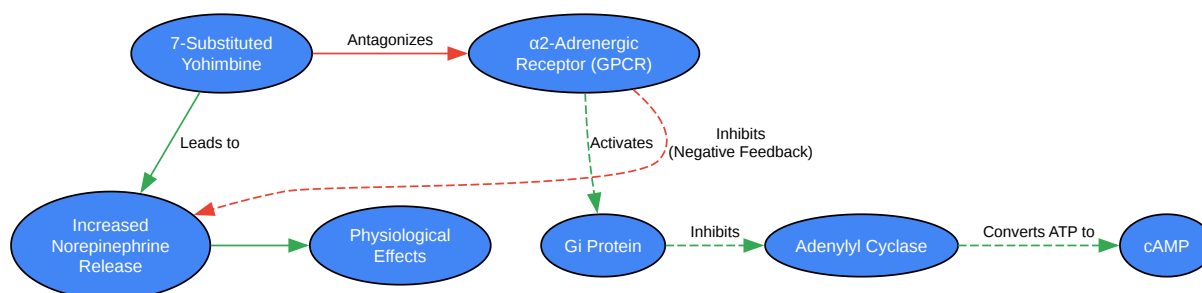 7-Substituted
Yohimbine
Antagonizes
α2-Adrenergic
Receptor (GPCR)
Leads to
Activates
Inhibits
(Negative Feedback)
Increased
Norepinephrine
Release
Physiological
Effects
Gi Protein
Inhibits
Adenylyl Cyclase
Converts ATP to
cAMP